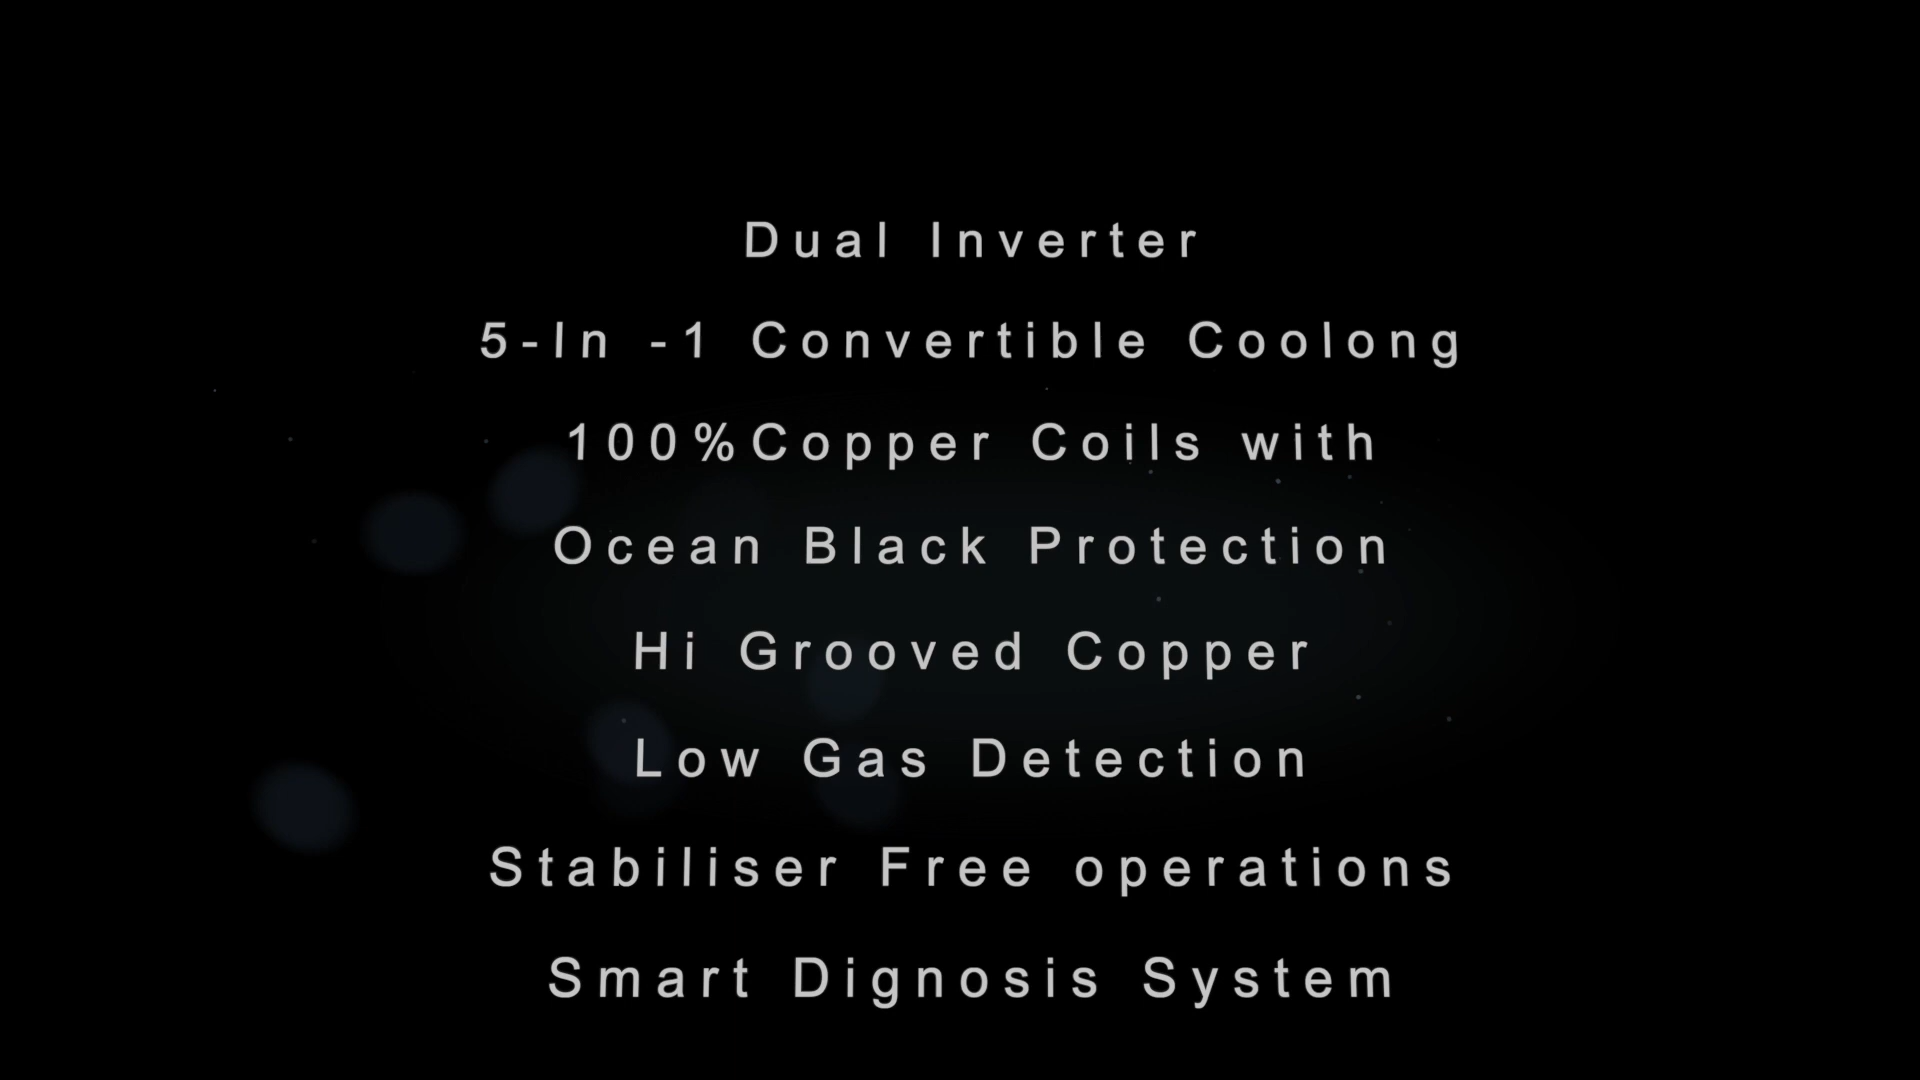 Dual Inverter
5-In -1 Convertible Coolong
100%Copper Coils with
Ocean Black Protection
Hi Grooved Copper
Low Gas Detection
Stabiliser Free operations
Smart Dignosis System